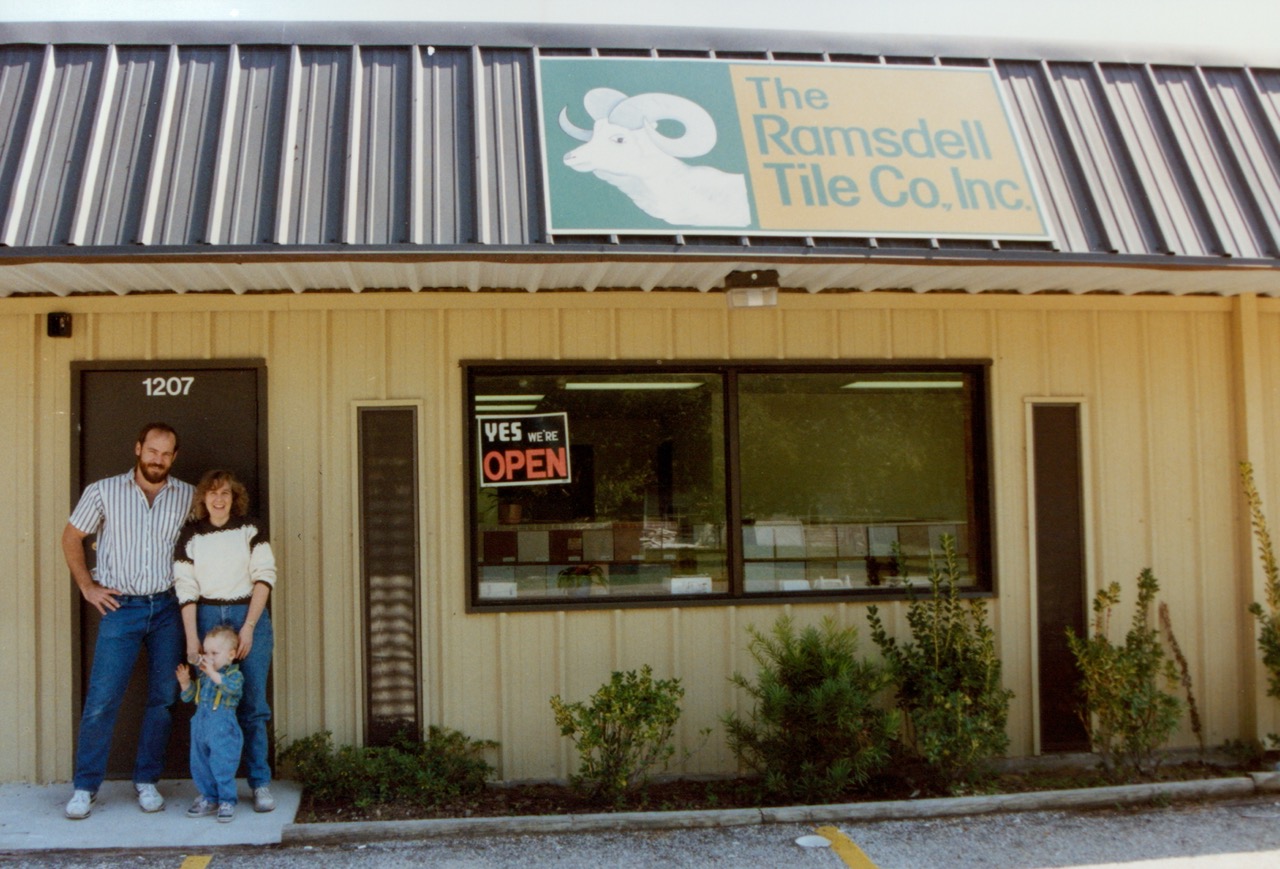 The
Ramsdell
Tile Co., Inc.
1207
YES WE'RE
OPEN